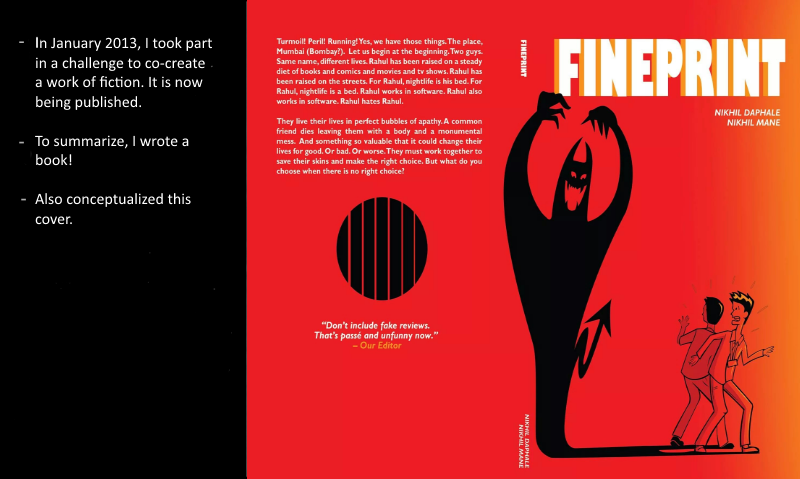 - In January 2013, I took part
in a challenge to co-create
a work of fiction. It is now
being published.
- To summarize, I wrote a
book!
- Also conceptualized this
cover.
Turmoil! Peril! Running! Yes, we have those things. The place,
Mumbai (Bombay?). Let us begin at the beginning. Two guys.
Same name, different lives. Rahul has been raised on a steady
diet of books and comics and movies and tv shows. Rahul has
been raised on the streets. For Rahul, nightlife is his bed. For
Rahul, nightlife is a bed. Rahul works in software. Rahul also
works in software. Rahul hates Rahul.
They live their lives in perfect bubbles of apathy. A common
friend dies leaving them with a body and a monumental
mess. And something so valuable that it could change their
lives for good. Or bad. Or worse. They must work together to
save their skins and make the right choice. But what do you
choose when there is no right choice?
"Don't include fake reviews.
That's passé and unfunny now."
– Our Editor
FINEPRINT
NIKHIL DAPHALE
NIKHIL MANE
FINEPRINT
NIKHIL DAPHALE
NIKHIL MANE